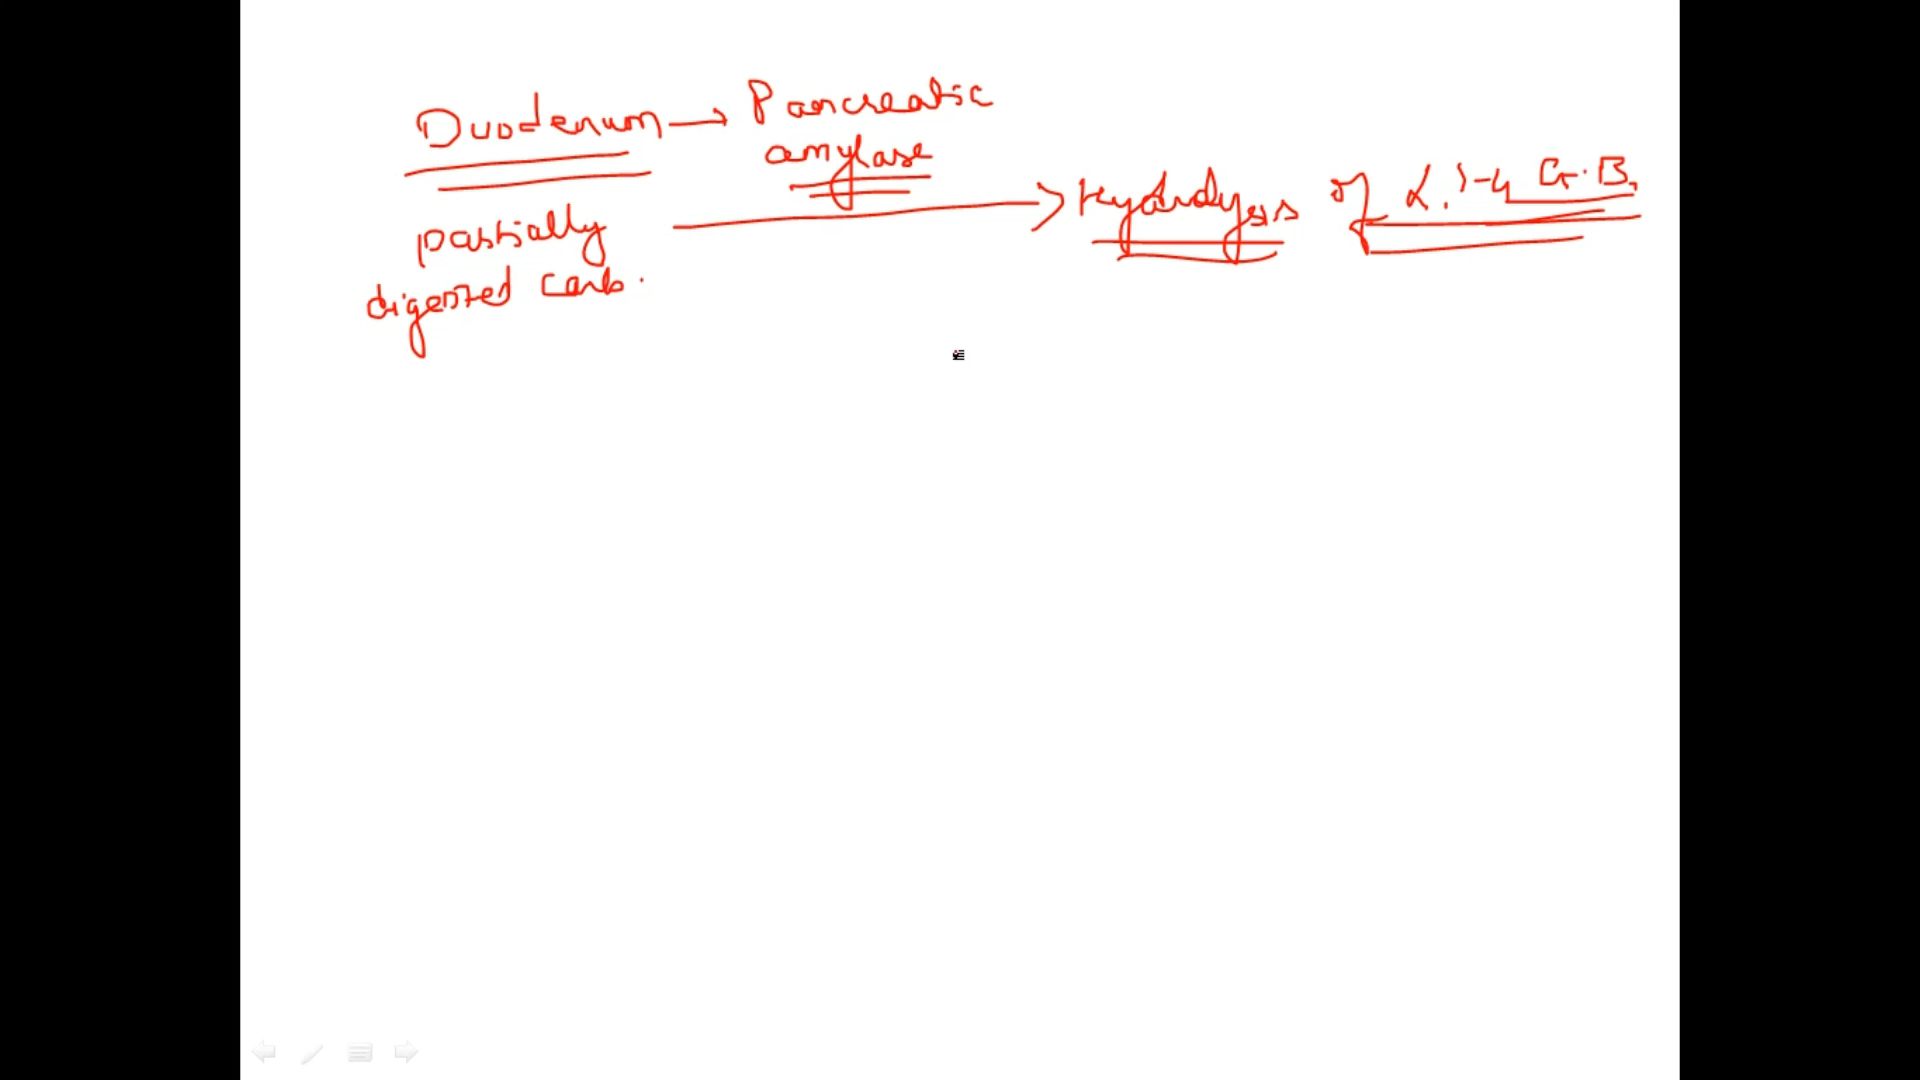 Duodenum → Pancreatic
amylase
partially → Hydrolysis of α, 1-4 G.B.
digested carb.